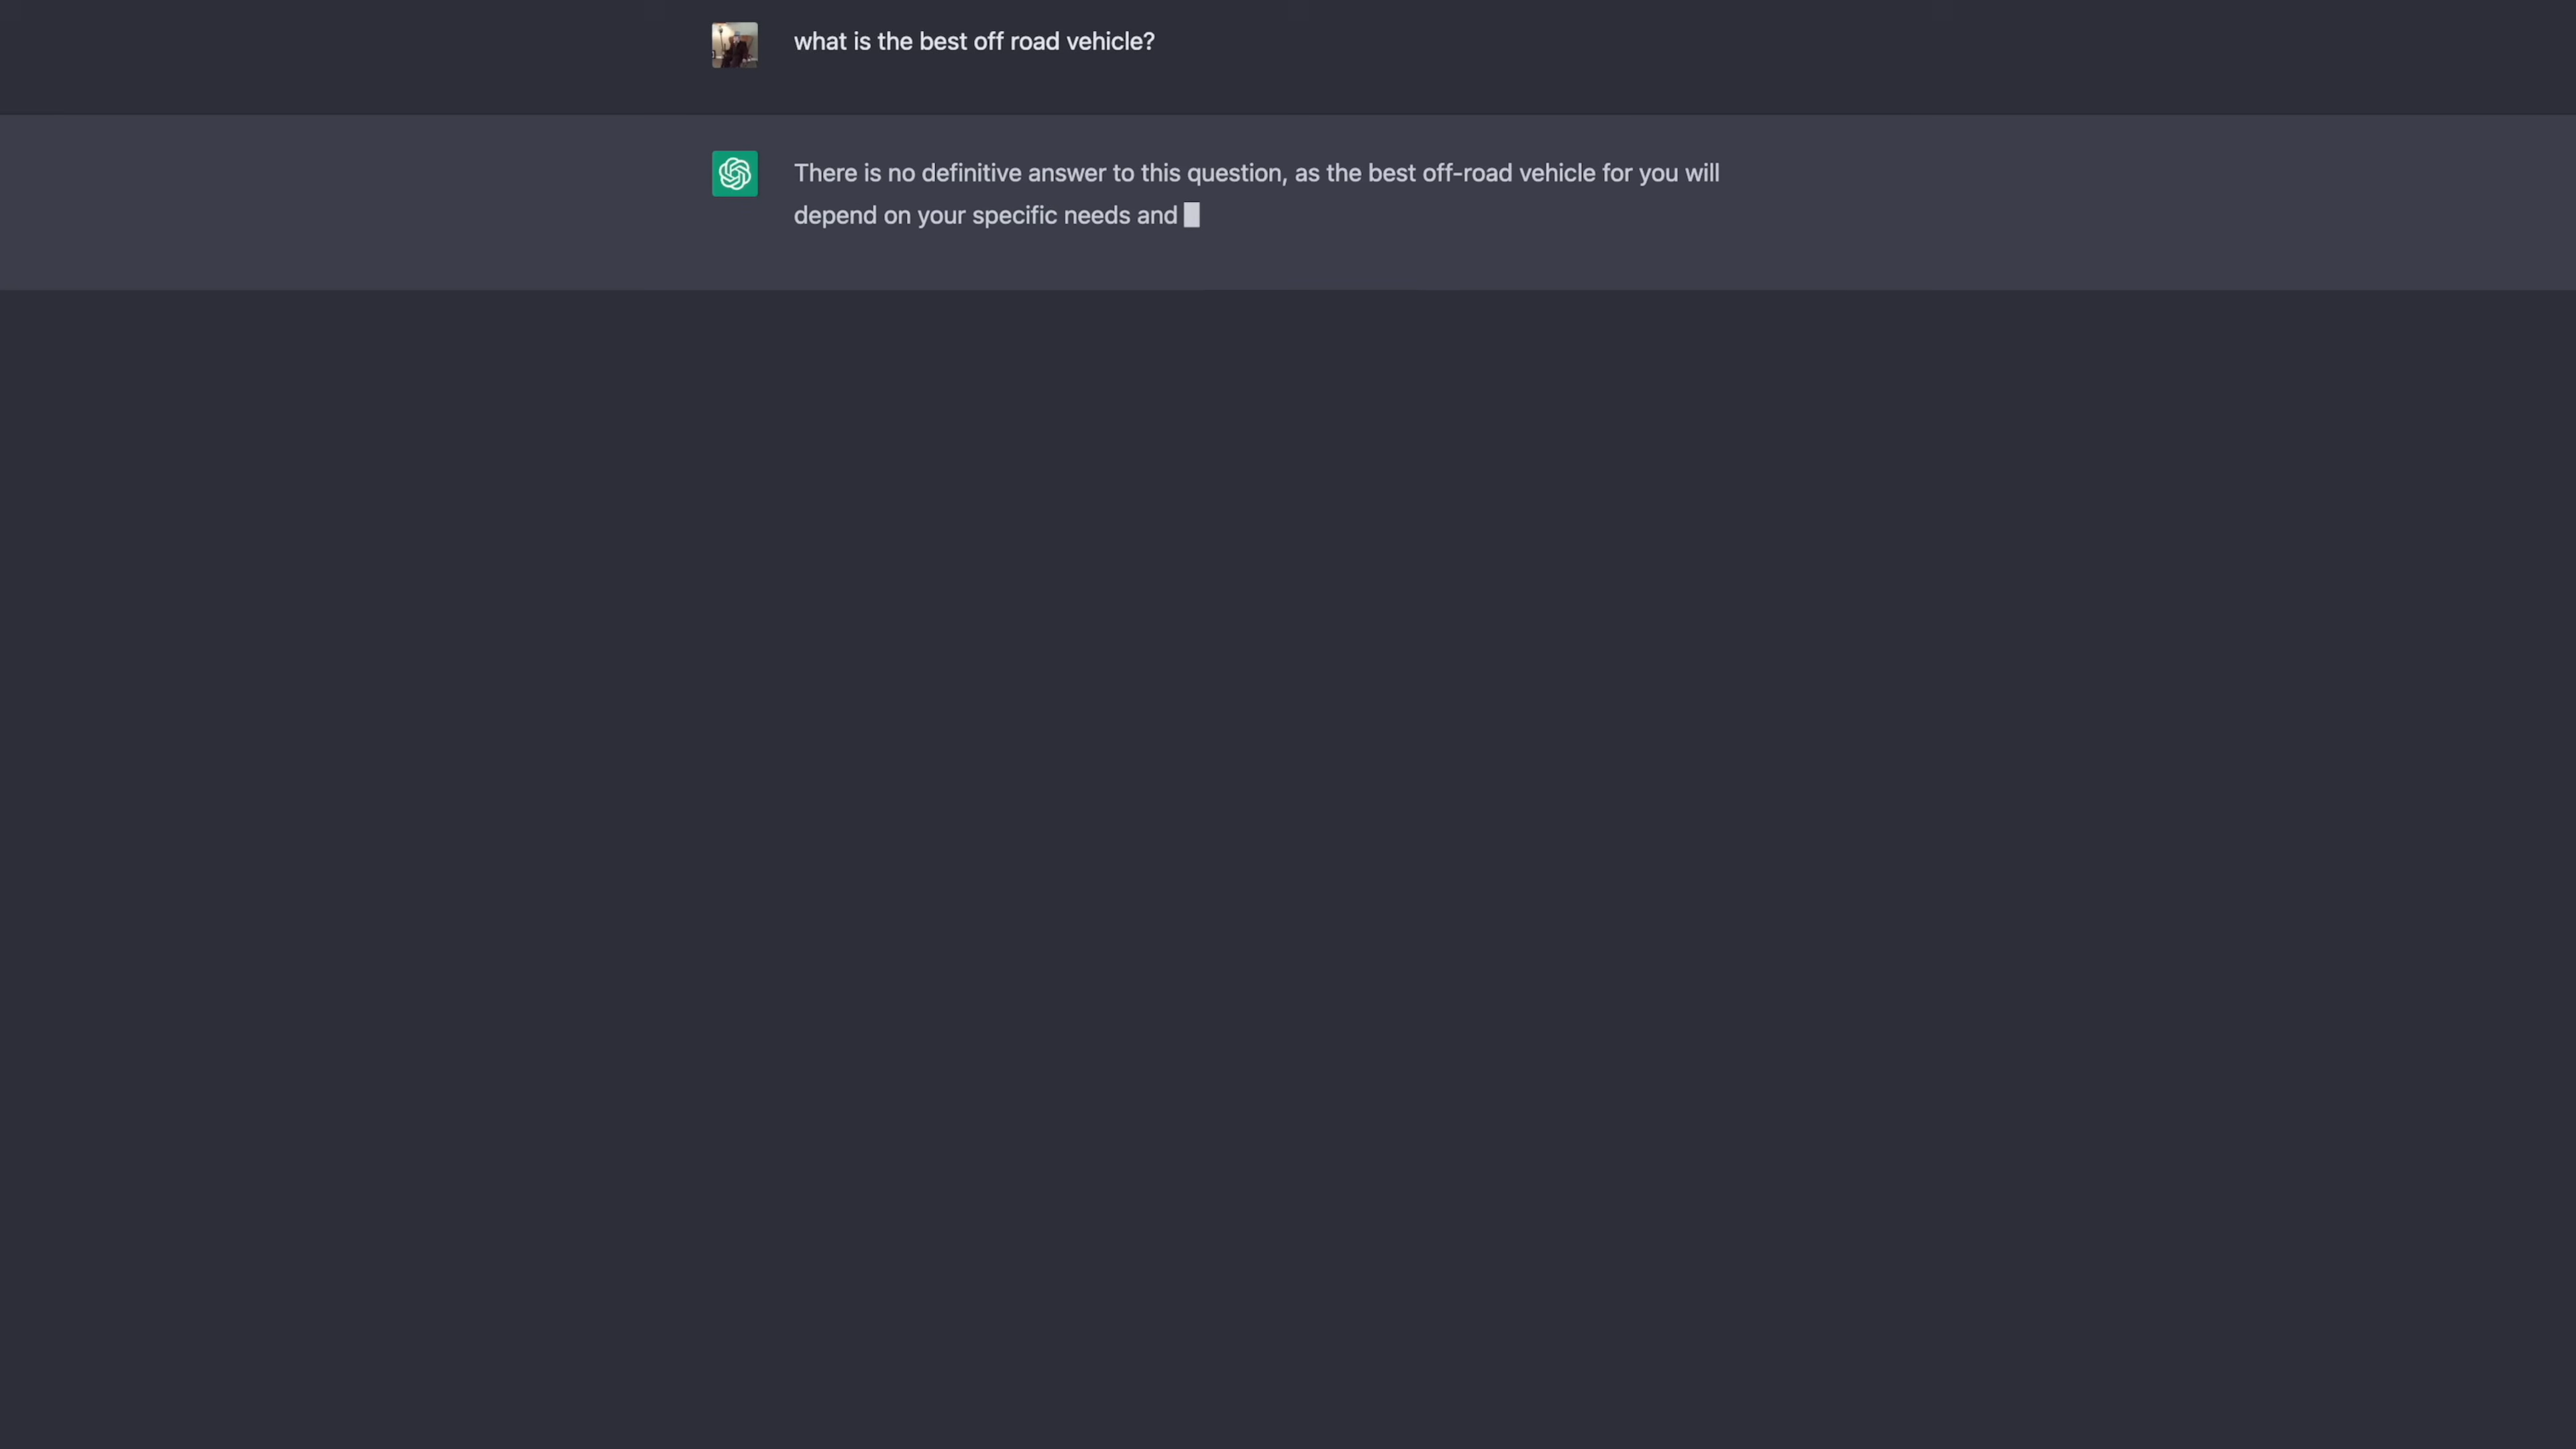 what is the best off road vehicle?
There is no definitive answer to this question, as the best off-road vehicle for you will
depend on your specific needs and